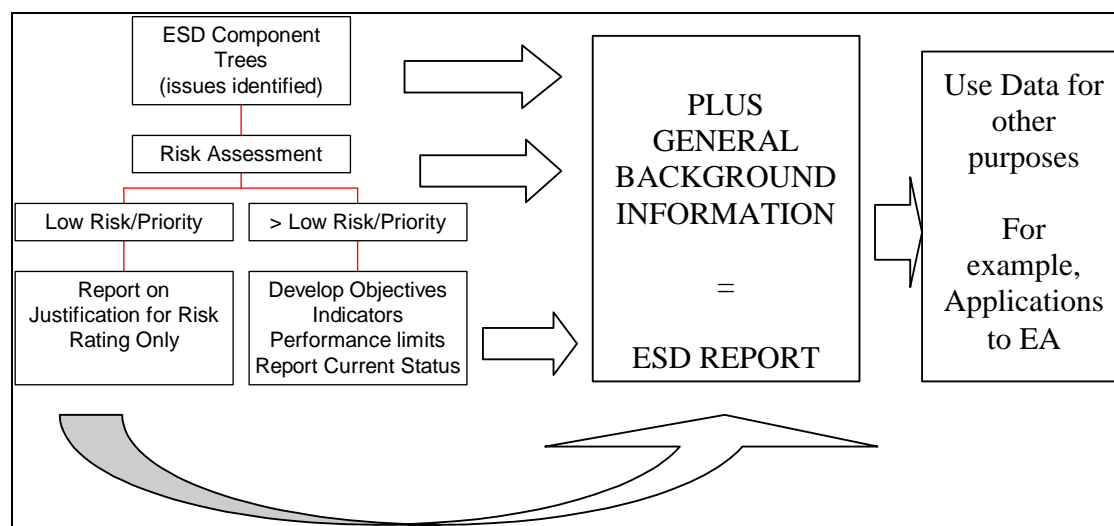 ESD Component
Trees
(issues identified)
Risk Assessment
Low Risk/Priority
> Low Risk/Priority
Report on
Justification for Risk
Rating Only
Develop Objectives
Indicators
Performance limits
Report Current Status
PLUS
GENERAL
BACKGROUND
INFORMATION
=
ESD REPORT
Use Data for
other
purposes
For
example,
Applications
to EA